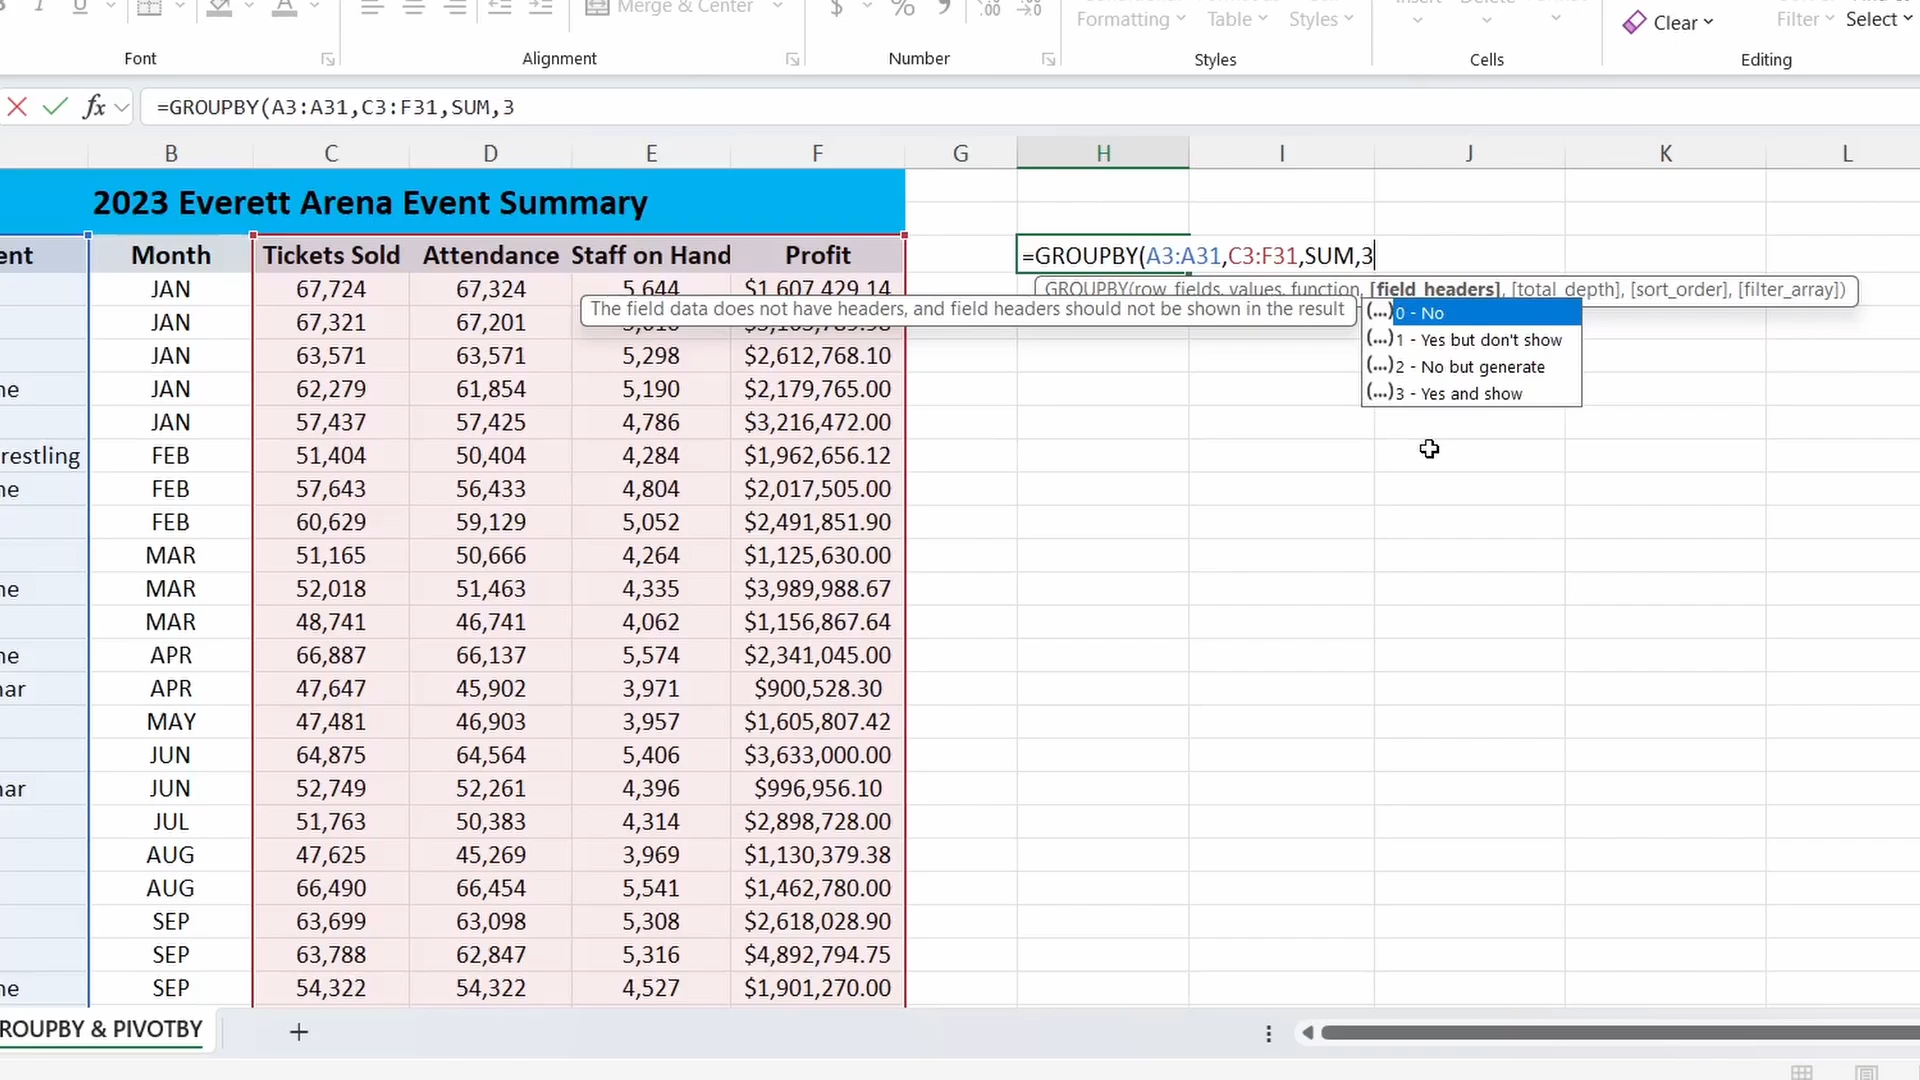 Merge & Center
$ % 9
Formatting Table Styles
Clear
Filter Select
Font Alignment Number Styles Cells Editing
fx =GROUPBY(A3:A31,C3:F31,SUM,3
B C D E F G H I J K L
2023 Everett Arena Event Summary
ent Month Tickets Sold Attendance Staff on Hand Profit
=GROUPBY(A3:A31,C3:F31,SUM,3
GROUPBY(row_fields, values, function, [field_headers], [total_depth], [sort_order], [filter_array])
The field data does not have headers, and field headers should not be shown in the result
(...) 0 - No
(...) 1 - Yes but don't show
(...) 2 - No but generate
(...) 3 - Yes and show
JAN 67,724 67,324 5,644 $1,607,429.14
JAN 67,321 67,201
JAN 63,571 63,571 5,298 $2,612,768.10
ne JAN 62,279 61,854 5,190 $2,179,765.00
JAN 57,437 57,425 4,786 $3,216,472.00
restling FEB 51,404 50,404 4,284 $1,962,656.12
ne FEB 57,643 56,433 4,804 $2,017,505.00
FEB 60,629 59,129 5,052 $2,491,851.90
MAR 51,165 50,666 4,264 $1,125,630.00
ne MAR 52,018 51,463 4,335 $3,989,988.67
MAR 48,741 46,741 4,062 $1,156,867.64
ne APR 66,887 66,137 5,574 $2,341,045.00
nar APR 47,647 45,902 3,971 $900,528.30
MAY 47,481 46,903 3,957 $1,605,807.42
JUN 64,875 64,564 5,406 $3,633,000.00
nar JUN 52,749 52,261 4,396 $996,956.10
JUL 51,763 50,383 4,314 $2,898,728.00
AUG 47,625 45,269 3,969 $1,130,379.38
AUG 66,490 66,454 5,541 $1,462,780.00
SEP 63,699 63,098 5,308 $2,618,028.90
SEP 63,788 62,847 5,316 $4,892,794.75
ne SEP 54,322 54,322 4,527 $1,901,270.00
ROUPBY & PIVOTBY